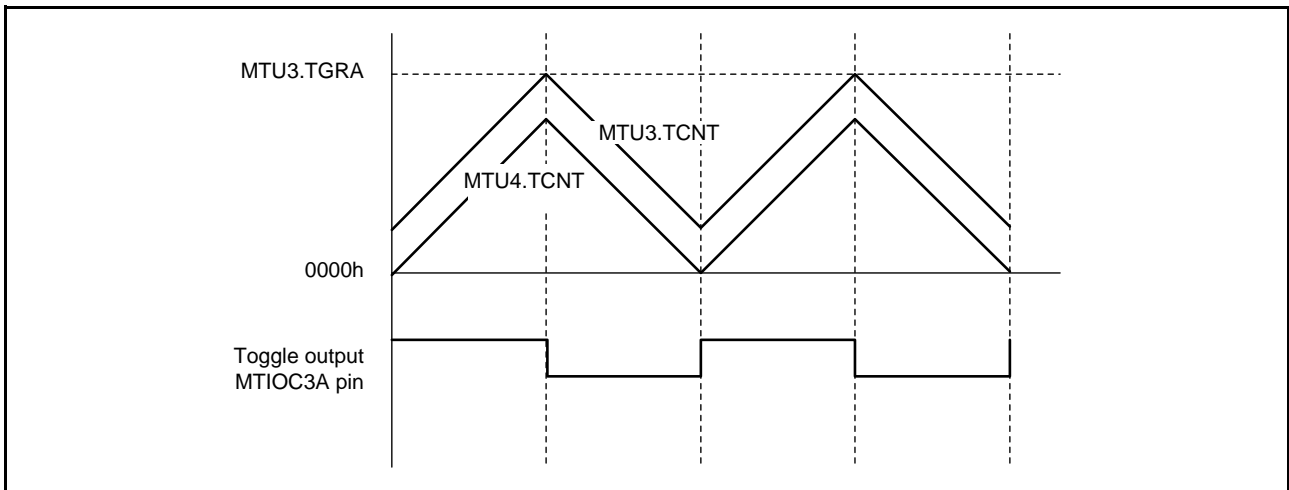 MTU3.TGRA
MTU3.TCNT
MTU4.TCNT
0000h
Toggle output
MTIOC3A pin